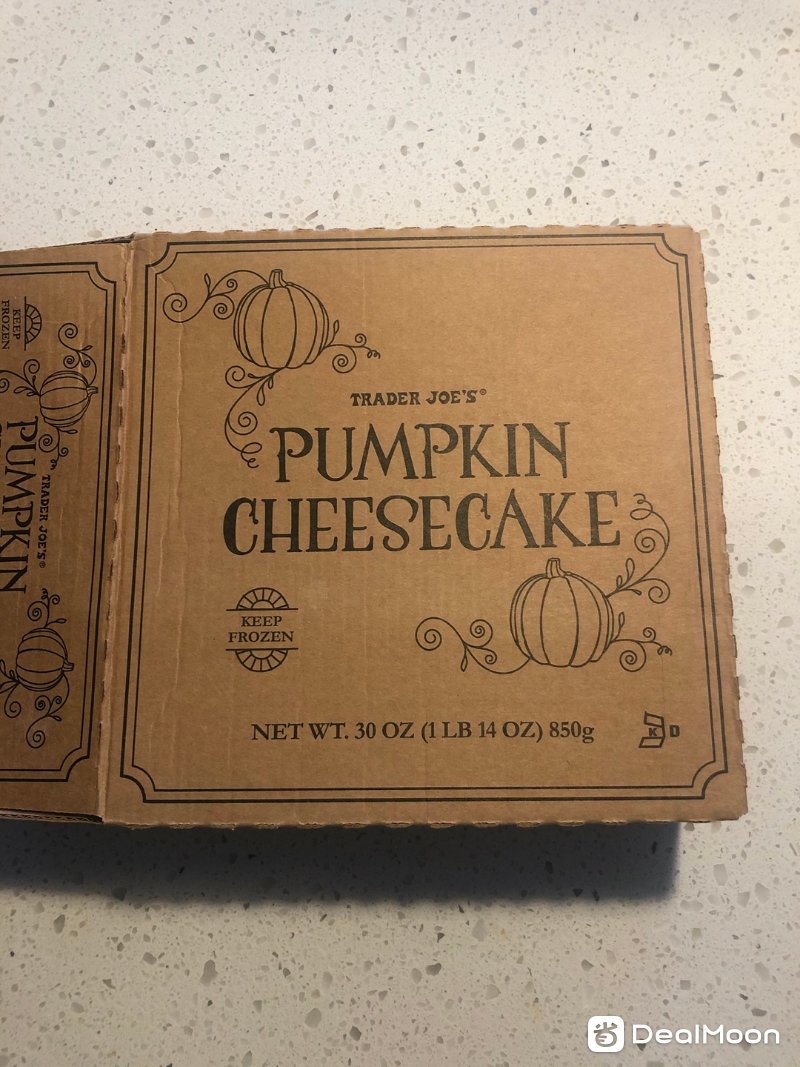 TRADER JOE'S®
PUMPKIN
CHEESECAKE
KEEP
FROZEN
NET WT. 30 OZ (1 LB 14 OZ) 850g
K D
KEEP
FROZEN
TRADER JOE'S®
PUMPKIN
DealMoon